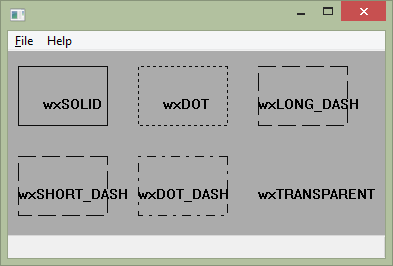 File Help
wxSOLID wxDOT wxLONG_DASH
wxSHORT_DASH wxDOT_DASH wxTRANSPARENT